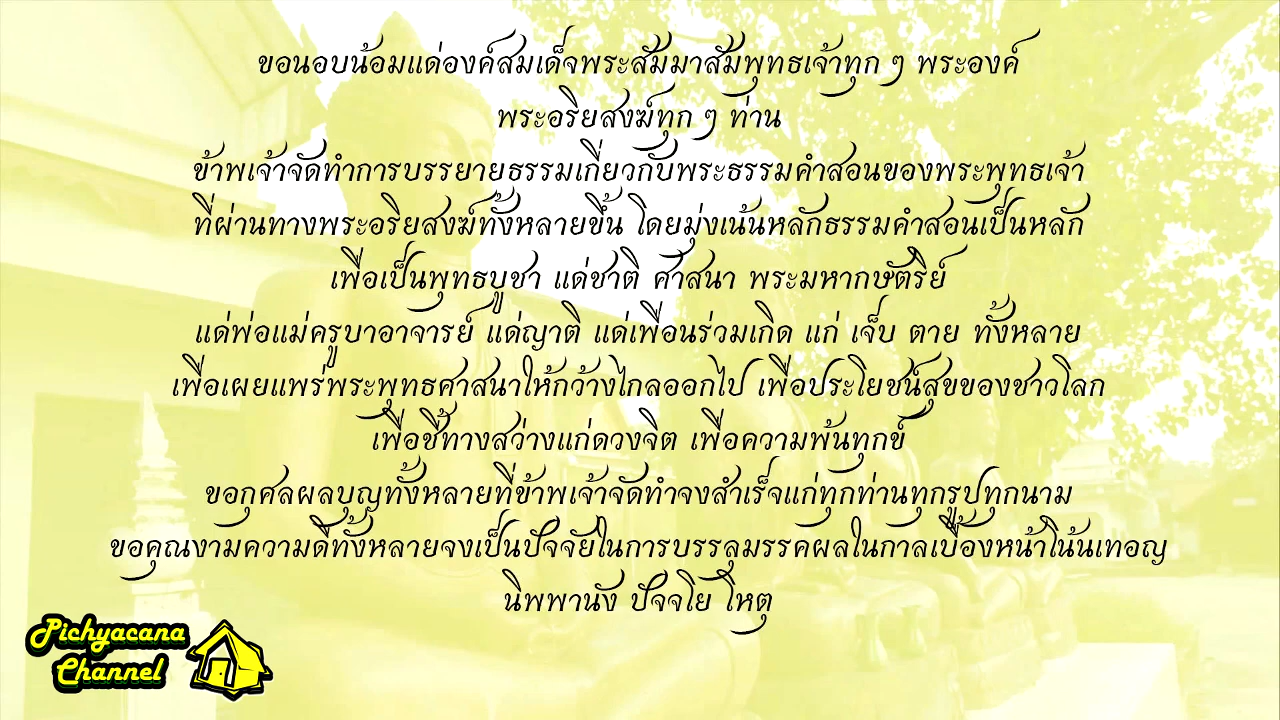 ขอนอบน้อมแด่องค์สมเด็จพระสัมมาสัมพุทธเจ้าทุก ๆ พระองค์
พระอริยสงฆ์ทุก ๆ ท่าน
ข้าพเจ้าจัดทำการบรรยายธรรมเกี่ยวกับพระธรรมคำสอนของพระพุทธเจ้า
ที่ผ่านทางพระอริยสงฆ์ทั้งหลายขึ้น โดยมุ่งเน้นหลักธรรมคำสอนเป็นหลัก
เพื่อเป็นพุทธบูชา แด่ชาติ ศาสนา พระมหากษัตริย์
แด่พ่อแม่ครูบาอาจารย์ แด่ญาติ แด่เพื่อนร่วมเกิด แก่ เจ็บ ตาย ทั้งหลาย
เพื่อเผยแพร่พระพุทธศาสนาให้กว้างไกลออกไป เพื่อประโยชน์สุขของชาวโลก
เพื่อชี้ทางสว่างแก่ดวงจิต เพื่อความพ้นทุกข์
ขอกุศลผลบุญทั้งหลายที่ข้าพเจ้าจัดทำจงสำเร็จแก่ทุกท่านทุกรูปทุกนาม
ขอคุณงามความดีทั้งหลายจงเป็นปัจจัยในการบรรลุมรรคผลในกาลเบื้องหน้าโน้นเทอญ
นิพพานัง ปัจจโย โหตุ
Pichyacana
Channel